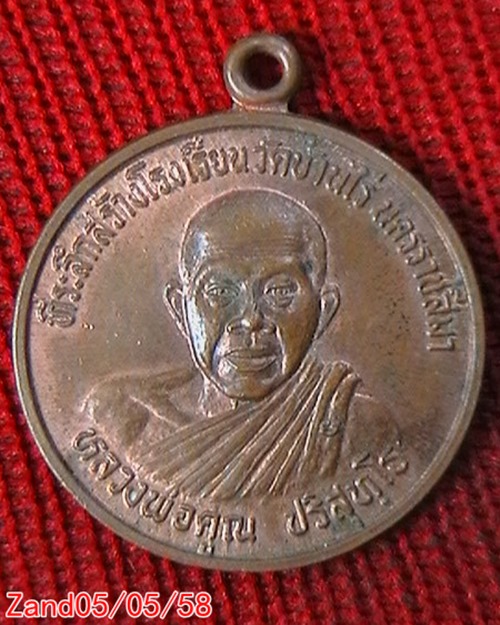 ที่ระลึกสร้างโรงเรียนวัดบ้านไร่ นครราชสีมา
หลวงพ่อคูณ ปริสุทฺโธ
Zand05/05/58